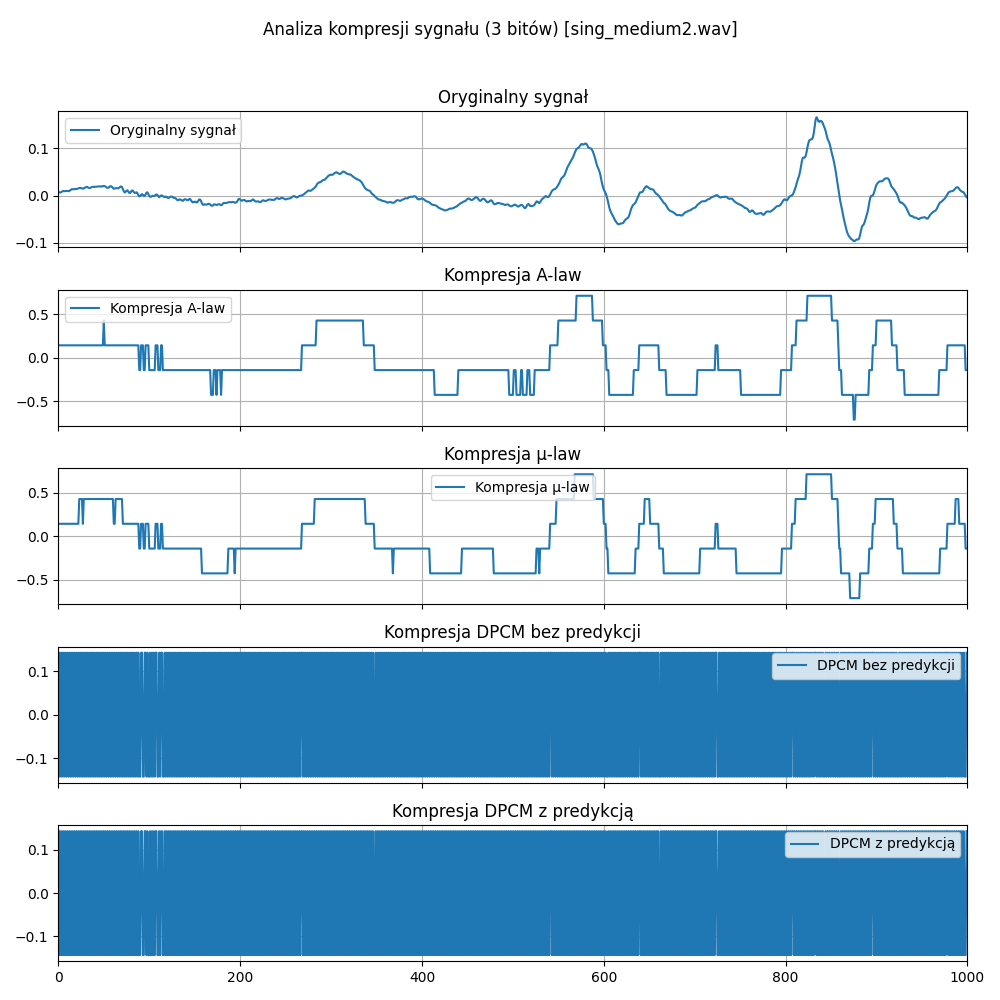 Analiza kompresji sygnału (3 bitów) [sing_medium2.wav]
Oryginalny sygnał
Oryginalny sygnał
0.1
0.0
−0.1
Kompresja A-law
Kompresja A-law
0.5
0.0
−0.5
Kompresja μ-law
Kompresja μ-law
0.5
0.0
−0.5
Kompresja DPCM bez predykcji
DPCM bez predykcji
0.1
0.0
−0.1
Kompresja DPCM z predykcją
DPCM z predykcją
0.1
0.0
−0.1
0 200 400 600 800 1000